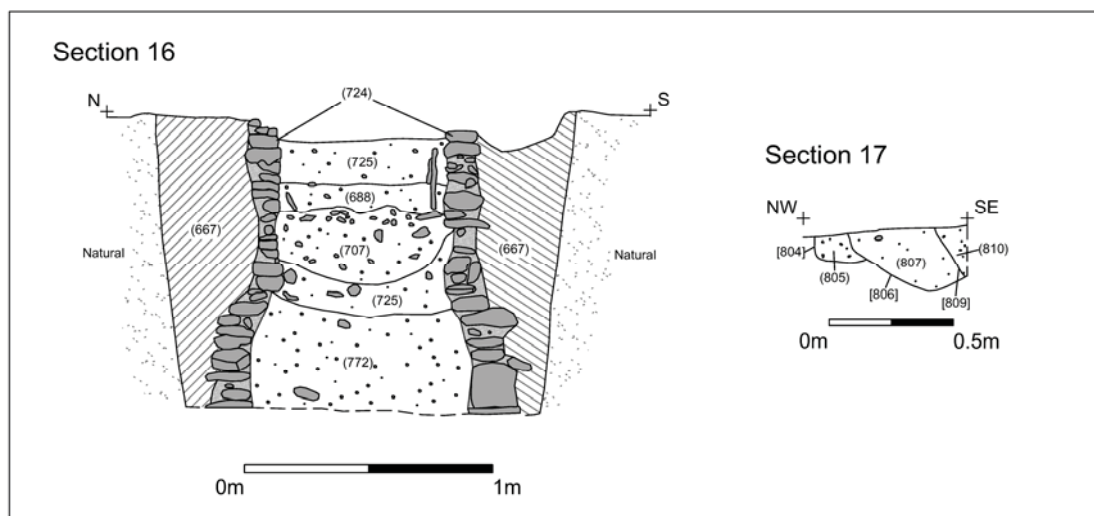 Section 16
N
(724)
S
(725)
(688)
(667)
(707)
(667)
Natural
Natural
(725)
(772)
0m
1m
Section 17
NW
SE
[804]
(805)
(807)
(810)
[806]
[809]
0m
0.5m